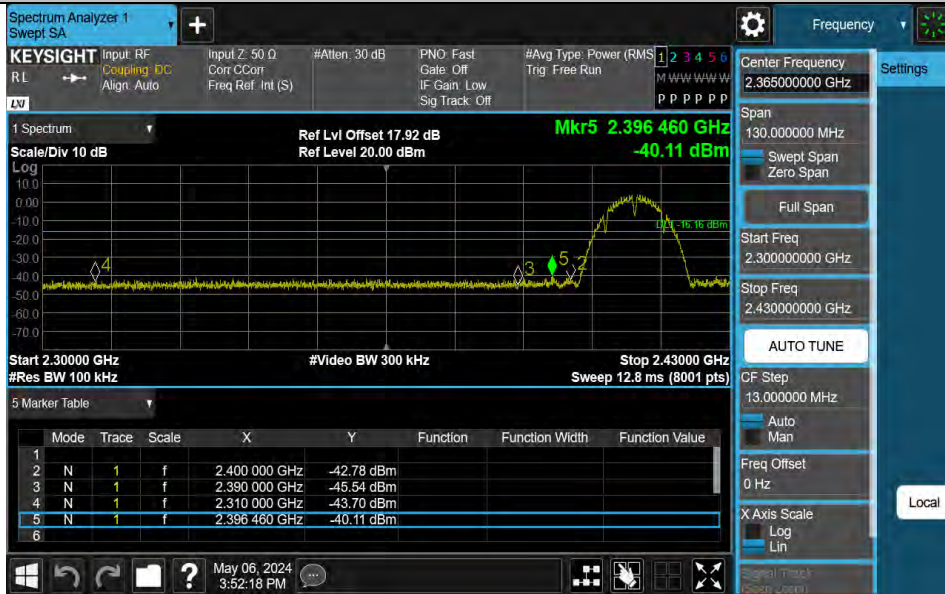 Spectrum Analyzer 1
Swept SA
+
Frequency
KEYSIGHT
RL
LXI
Input: RF
Coupling: DC
Align: Auto
Input Z: 50 Ω
Corr CCorr
Freq Ref: Int (S)
#Atten: 30 dB
PNO: Fast
Gate: Off
IF Gain: Low
Sig Track: Off
#Avg Type: Power (RMS
Trig: Free Run
1 2 3 4 5 6
M W W W W W
P P P P P P
1 Spectrum
Scale/Div 10 dB
Ref Lvl Offset 17.92 dB
Ref Level 20.00 dBm
Mkr5 2.396 460 GHz
-40.11 dBm
Log
10.0
0.00
-10.0
-20.0
-30.0
-40.0
-50.0
-60.0
-70.0
DL1 -16.16 dBm
4
3
5
2
Start 2.30000 GHz
#Video BW 300 kHz
Stop 2.43000 GHz
#Res BW 100 kHz
Sweep 12.8 ms (8001 pts)
5 Marker Table
Mode Trace Scale X Y Function Function Width Function Value
1
2 N 1 f 2.400 000 GHz -42.78 dBm
3 N 1 f 2.390 000 GHz -45.54 dBm
4 N 1 f 2.310 000 GHz -43.70 dBm
5 N 1 f 2.396 460 GHz -40.11 dBm
6
?
May 06, 2024
3:52:18 PM
Center Frequency
2.365000000 GHz
Span
130.000000 MHz
Swept Span
Zero Span
Full Span
Start Freq
2.300000000 GHz
Stop Freq
2.430000000 GHz
AUTO TUNE
CF Step
13.000000 MHz
Auto
Man
Freq Offset
0 Hz
X Axis Scale
Log
Lin
Signal Track
(Span Zoom)
Settings
Local